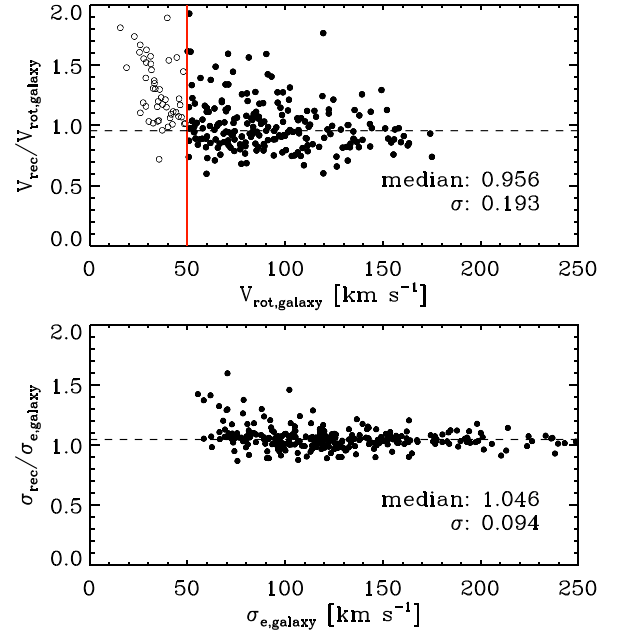 2.0
1.5
1.0
0.5
0.0
V_rec/V_rot,galaxy
median: 0.956
σ: 0.193
0 50 100 150 200 250
V_rot,galaxy [km s⁻¹]
2.0
1.5
1.0
0.5
0.0
σ_rec/σ_e,galaxy
median: 1.046
σ: 0.094
0 50 100 150 200 250
σ_e,galaxy [km s⁻¹]